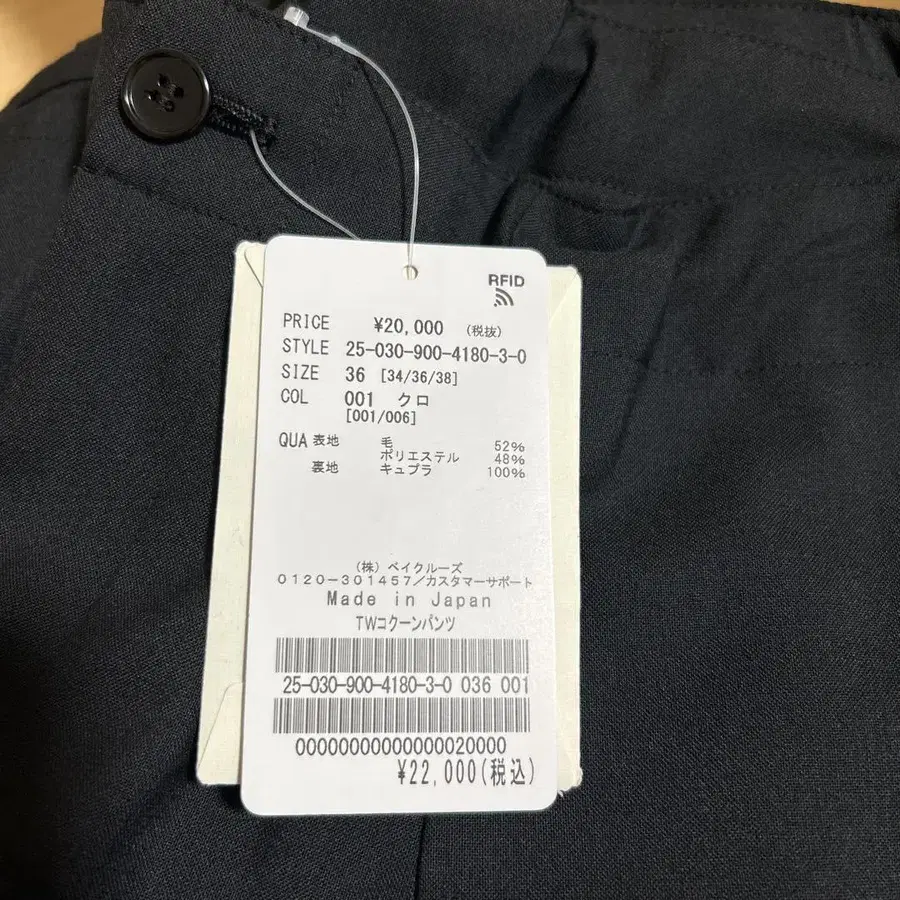 RFID
PRICE ¥20,000 (税抜)
STYLE 25-030-900-4180-3-0
SIZE 36 [34/36/38]
COL 001 クロ
[001/006]
QUA 表地 毛 52%
ポリエステル 48%
裏地 キュプラ 100%
(株) ベイクルーズ
0120-301457/カスタマーサポート
Made in Japan
TWコクーンパンツ
25-030-900-4180-3-0 036 001
00000000000000020000
¥22,000(税込)